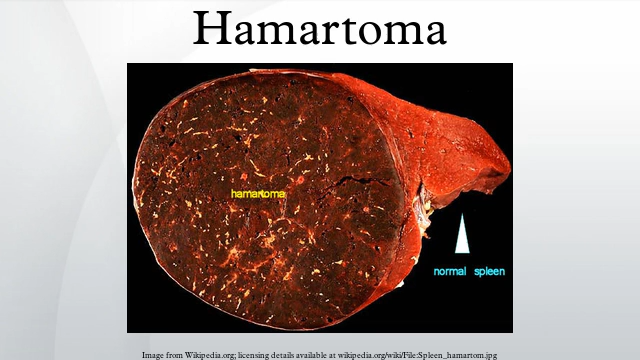 Hamartoma
hamartoma
normal spleen
Image from Wikipedia.org; licensing details available at wikipedia.org/wiki/File:Spleen_hamartom.jpg